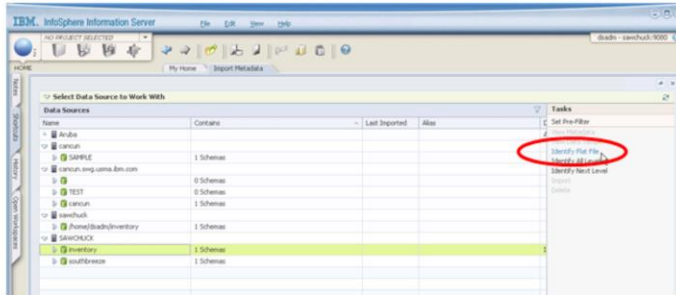 IBM. InfoSphere Information Server File Edit View Help
NO PROJECT SELECTED
dsadm - sawchuck:9080
HOME My Home Import Metadata
Notes
Shortcuts
History
Open Workspaces
Select Data Source to Work With
Data Sources Tasks
Name Contains Last Imported Alias Set Pre-Filter
Aruba
cancun
Identify Flat File
SAMPLE 1 Schemas Identify All Levels
cancun.swg.usma.ibm.com Identify Next Level
0 Schemas Import
TEST 0 Schemas Delete
cancun 1 Schemas
sawchuck
/home/dsadm/inventory 1 Schemas
SAWCHUCK
inventory 1 Schemas
southbreeze 1 Schemas